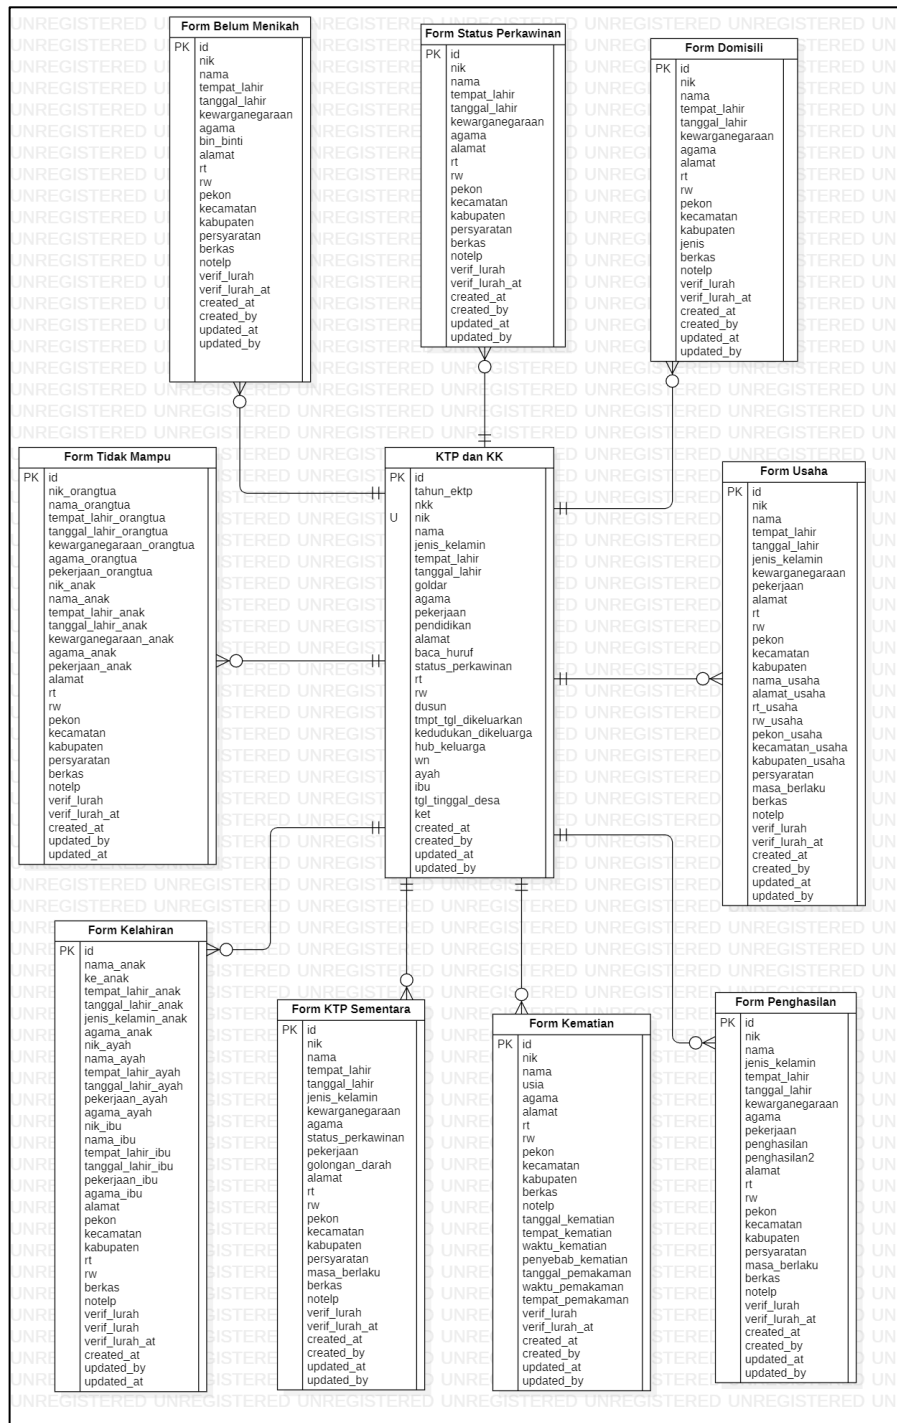 Form Belum Menikah
PK id
nik
nama
tempat_lahir
tanggal_lahir
kewarganegaraan
agama
bin_binti
alamat
rt
rw
pekon
kecamatan
kabupaten
persyaratan
berkas
notelp
verif_lurah
verif_lurah_at
created_at
created_by
updated_at
updated_by
Form Status Perkawinan
PK id
nik
nama
tempat_lahir
tanggal_lahir
kewarganegaraan
agama
alamat
rt
rw
pekon
kecamatan
kabupaten
persyaratan
berkas
notelp
verif_lurah
verif_lurah_at
created_at
created_by
updated_at
updated_by
Form Domisili
PK id
nik
nama
tempat_lahir
tanggal_lahir
kewarganegaraan
agama
alamat
rt
rw
pekon
kecamatan
kabupaten
jenis
berkas
notelp
verif_lurah
verif_lurah_at
created_at
created_by
updated_at
updated_by
Form Tidak Mampu
PK id
nik_orangtua
nama_orangtua
tempat_lahir_orangtua
tanggal_lahir_orangtua
kewarganegaraan_orangtua
agama_orangtua
pekerjaan_orangtua
nik_anak
nama_anak
tempat_lahir_anak
tanggal_lahir_anak
kewarganegaraan_anak
agama_anak
pekerjaan_anak
alamat
rt
rw
pekon
kecamatan
kabupaten
persyaratan
berkas
notelp
verif_lurah
verif_lurah_at
created_at
updated_by
updated_at
KTP dan KK
PK id
tahun_ektp
nkk
U nik
nama
jenis_kelamin
tempat_lahir
tanggal_lahir
goldar
agama
pekerjaan
pendidikan
alamat
baca_huruf
status_perkawinan
rt
rw
dusun
tmpt_tgl_dikeluarkan
kedudukan_dikeluarga
hub_keluarga
wn
ayah
ibu
tgl_tinggal_desa
ket
created_at
created_by
updated_at
updated_by
Form Usaha
PK id
nik
nama
tempat_lahir
tanggal_lahir
jenis_kelamin
kewarganegaraan
pekerjaan
alamat
rt
rw
pekon
kecamatan
kabupaten
nama_usaha
alamat_usaha
rt_usaha
rw_usaha
pekon_usaha
kecamatan_usaha
kabupaten_usaha
persyaratan
masa_berlaku
berkas
notelp
verif_lurah
verif_lurah_at
created_at
created_by
updated_at
updated_by
Form Kelahiran
PK id
nama_anak
ke_anak
tempat_lahir_anak
tanggal_lahir_anak
jenis_kelamin_anak
agama_anak
nik_ayah
nama_ayah
tempat_lahir_ayah
tanggal_lahir_ayah
pekerjaan_ayah
agama_ayah
nik_ibu
nama_ibu
tempat_lahir_ibu
tanggal_lahir_ibu
pekerjaan_ibu
agama_ibu
alamat
pekon
kecamatan
kabupaten
rt
rw
berkas
notelp
verif_lurah
verif_lurah
verif_lurah_at
created_at
updated_by
updated_at
Form KTP Sementara
PK id
nik
nama
tempat_lahir
tanggal_lahir
jenis_kelamin
kewarganegaraan
agama
status_perkawinan
pekerjaan
golongan_darah
alamat
rt
rw
pekon
kecamatan
kabupaten
persyaratan
masa_berlaku
berkas
notelp
verif_lurah
verif_lurah_at
created_at
created_by
updated_at
updated_by
Form Kematian
PK id
nik
nama
usia
agama
alamat
rt
rw
pekon
kecamatan
kabupaten
berkas
notelp
tanggal_kematian
tempat_kematian
waktu_kematian
penyebab_kematian
tanggal_pemakaman
waktu_pemakaman
tempat_pemakaman
verif_lurah
verif_lurah_at
created_at
created_by
updated_at
updated_by
Form Penghasilan
PK id
nik
nama
jenis_kelamin
tempat_lahir
tanggal_lahir
kewarganegaraan
agama
pekerjaan
penghasilan
penghasilan2
alamat
rt
rw
pekon
kecamatan
kabupaten
persyaratan
masa_berlaku
berkas
notelp
verif_lurah
verif_lurah_at
created_at
created_by
updated_at
updated_by